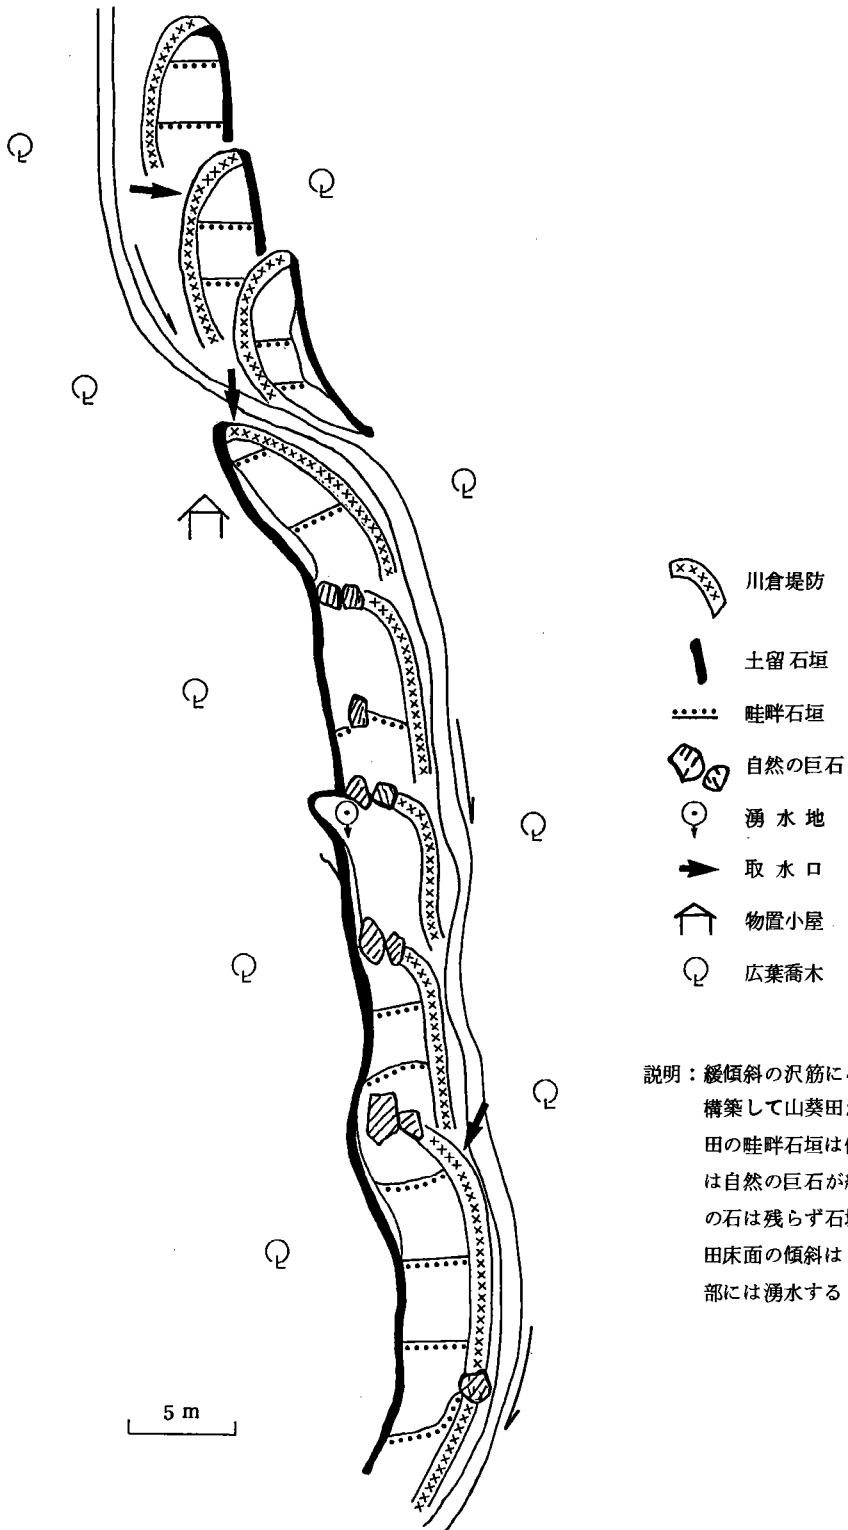 川倉堤防
土留石垣
畦畔石垣
自然の巨石
湧水地
取水口
物置小屋
広葉喬木
説明：緩傾斜の沢筋に
構築して山葵田
田の畦畔石垣は
は自然の巨石が
の石は残らず石
田床面の傾斜は
部には湧水する
5 m